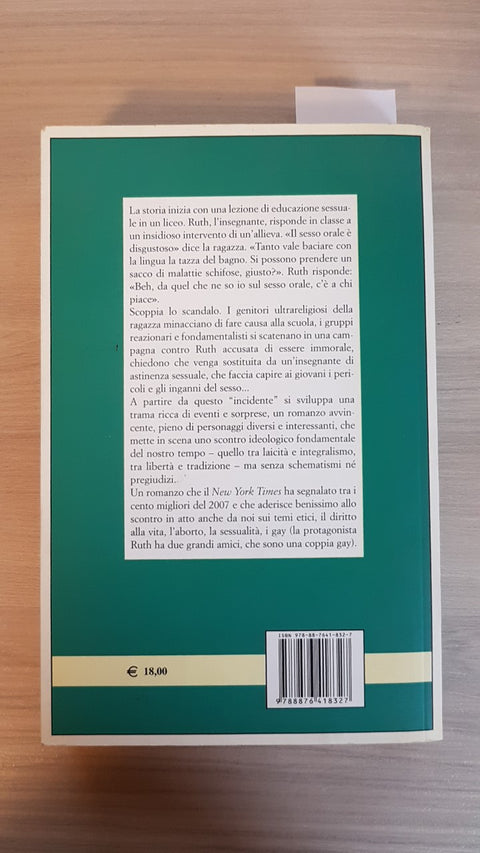 La storia inizia con una lezione di educazione sessua-
le in un liceo. Ruth, l'insegnante, risponde in classe a
un insidioso intervento di un'allieva. «Il sesso orale è
disgustoso» dice la ragazza. «Tanto vale baciare con
la lingua la tazza del bagno. Si possono prendere un
sacco di malattie schifose, giusto?». Ruth risponde:
«Beh, da quel che ne so io sul sesso orale, c'è a chi
piace».
Scoppia lo scandalo. I genitori ultrareligiosi della
ragazza minacciano di fare causa alla scuola, i gruppi
reazionari e fondamentalisti si scatenano in una cam-
pagna contro Ruth accusata di essere immorale,
chiedono che venga sostituita da un'insegnante di
astinenza sessuale, che faccia capire ai giovani i peri-
coli e gli inganni del sesso...
A partire da questo "incidente" si sviluppa una
trama ricca di eventi e sorprese, un romanzo avvin-
cente, pieno di personaggi diversi e interessanti, che
mette in scena uno scontro ideologico fondamentale
del nostro tempo – quello tra laicità e integralismo,
tra libertà e tradizione – ma senza schematismi né
pregiudizi.
Un romanzo che il New York Times ha segnalato tra i
cento migliori del 2007 e che aderisce benissimo allo
scontro in atto anche da noi sui temi etici, il diritto
alla vita, l'aborto, la sessualità, i gay (la protagonista
Ruth ha due grandi amici, che sono una coppia gay).
ISBN 978-88-7641-832-7
€ 18,00
9 788876 418327